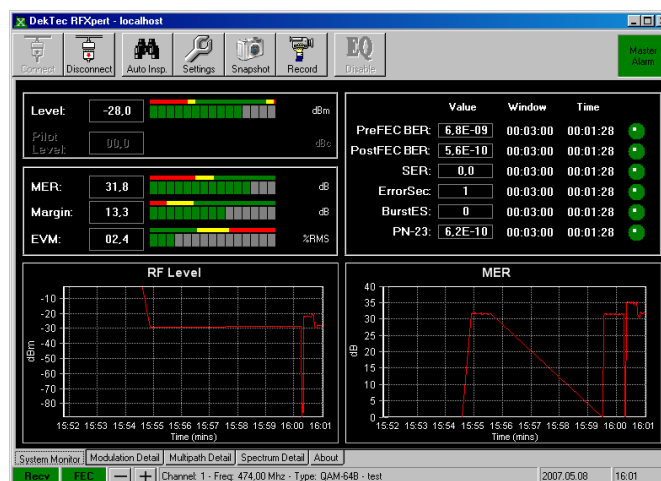 DekTec RFXpert - localhost
Connect Disconnect Auto Insp. Settings Snapshot Record EQ Disable Master Alarm
Level: -28,0 dBm
Pilot Level: 00,0 dBc
MER: 31,8 dB
Margin: 13,3 dB
EVM: 02,4 %RMS
Value Window Time
PreFEC BER: 6,8E-09 00:03:00 00:01:28
PostFEC BER: 5,6E-10 00:03:00 00:01:28
SER: 0,0 00:03:00 00:01:28
ErrorSec: 1 00:03:00 00:01:28
BurstES: 0 00:03:00 00:01:28
PN-23: 6,2E-10 00:03:00 00:01:28
RF Level
-10
-20
-30
-40
-50
-60
-70
-80
dBm
15:52 15:53 15:54 15:55 15:56 15:57 15:58 15:59 16:00 16:01
Time (mins)
MER
40
35
30
25
20
15
10
5
0
dB
15:52 15:53 15:54 15:55 15:56 15:57 15:58 15:59 16:00 16:01
Time (mins)
System Monitor Modulation Detail Multipath Detail Spectrum Detail About
Recv FEC — + Channel: 1 - Freq: 474,00 Mhz - Type: QAM-64B - test 2007.05.08 16:01